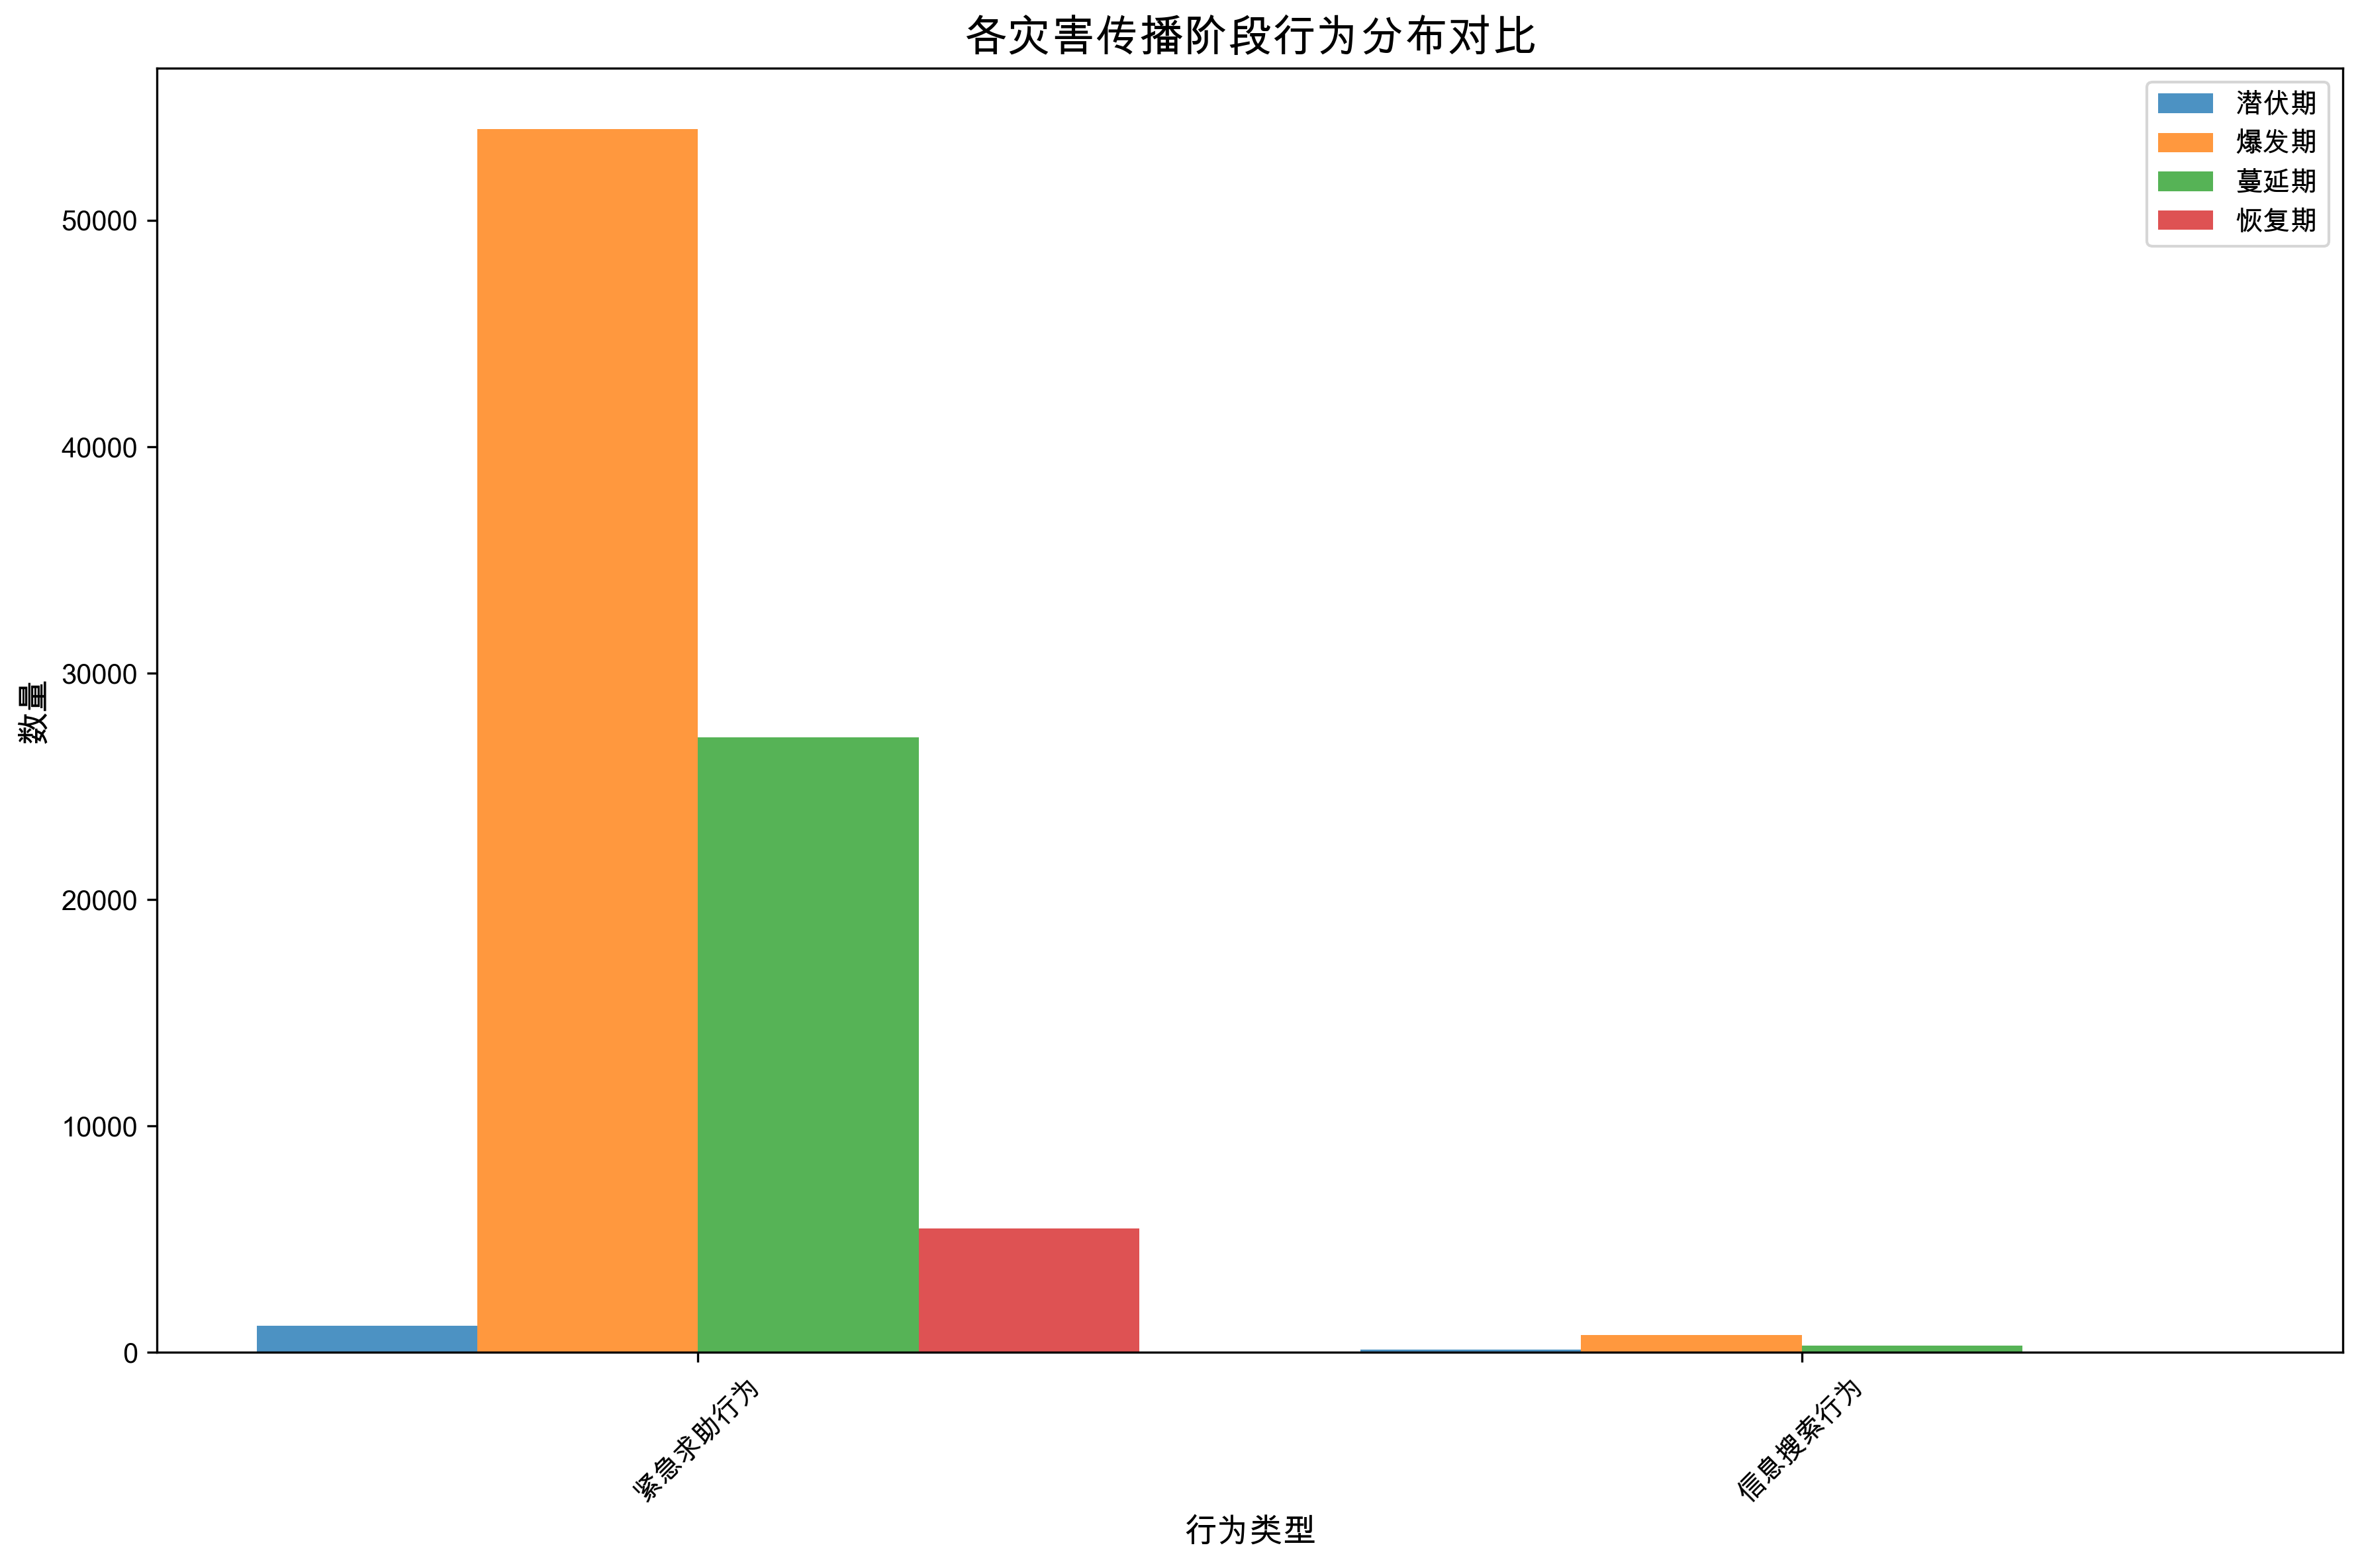 各灾害传播阶段行为分布对比
潜伏期
爆发期
蔓延期
恢复期
数量
50000
40000
30000
20000
10000
0
紧急求助行为
信息搜索行为
行为类型